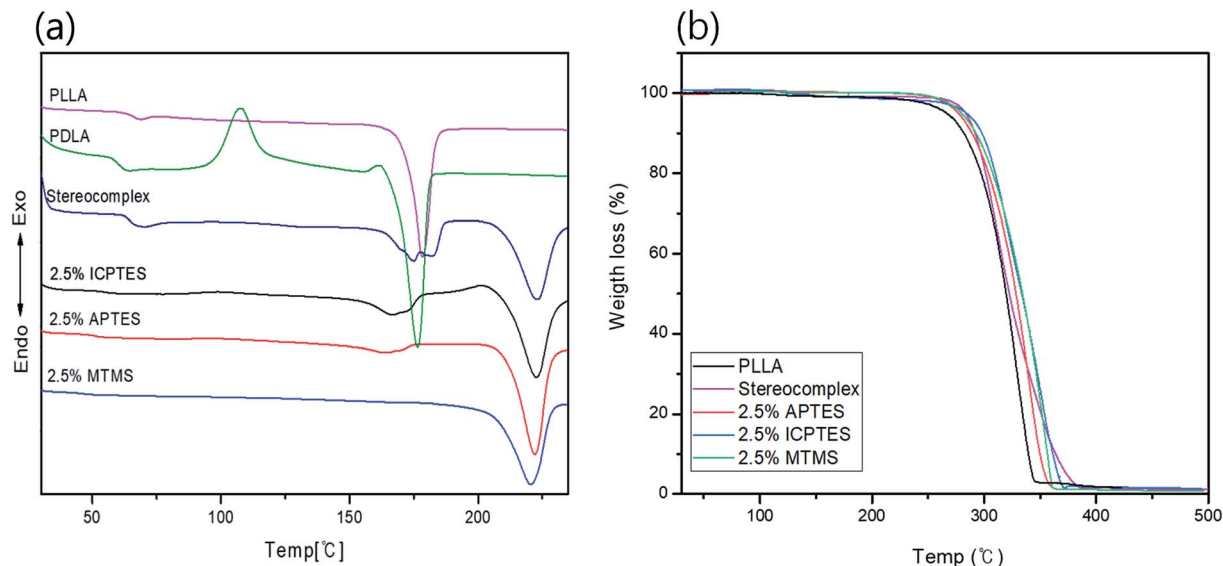 (a)
PLLA
PDLA
Stereocomplex
2.5% ICPTES
2.5% APTES
2.5% MTMS
Endo
Exo
50
100
150
200
Temp[℃]
(b)
100
80
60
40
20
0
Weigth loss (%)
PLLA
Stereocomplex
2.5% APTES
2.5% ICPTES
2.5% MTMS
100
200
300
400
500
Temp (℃)